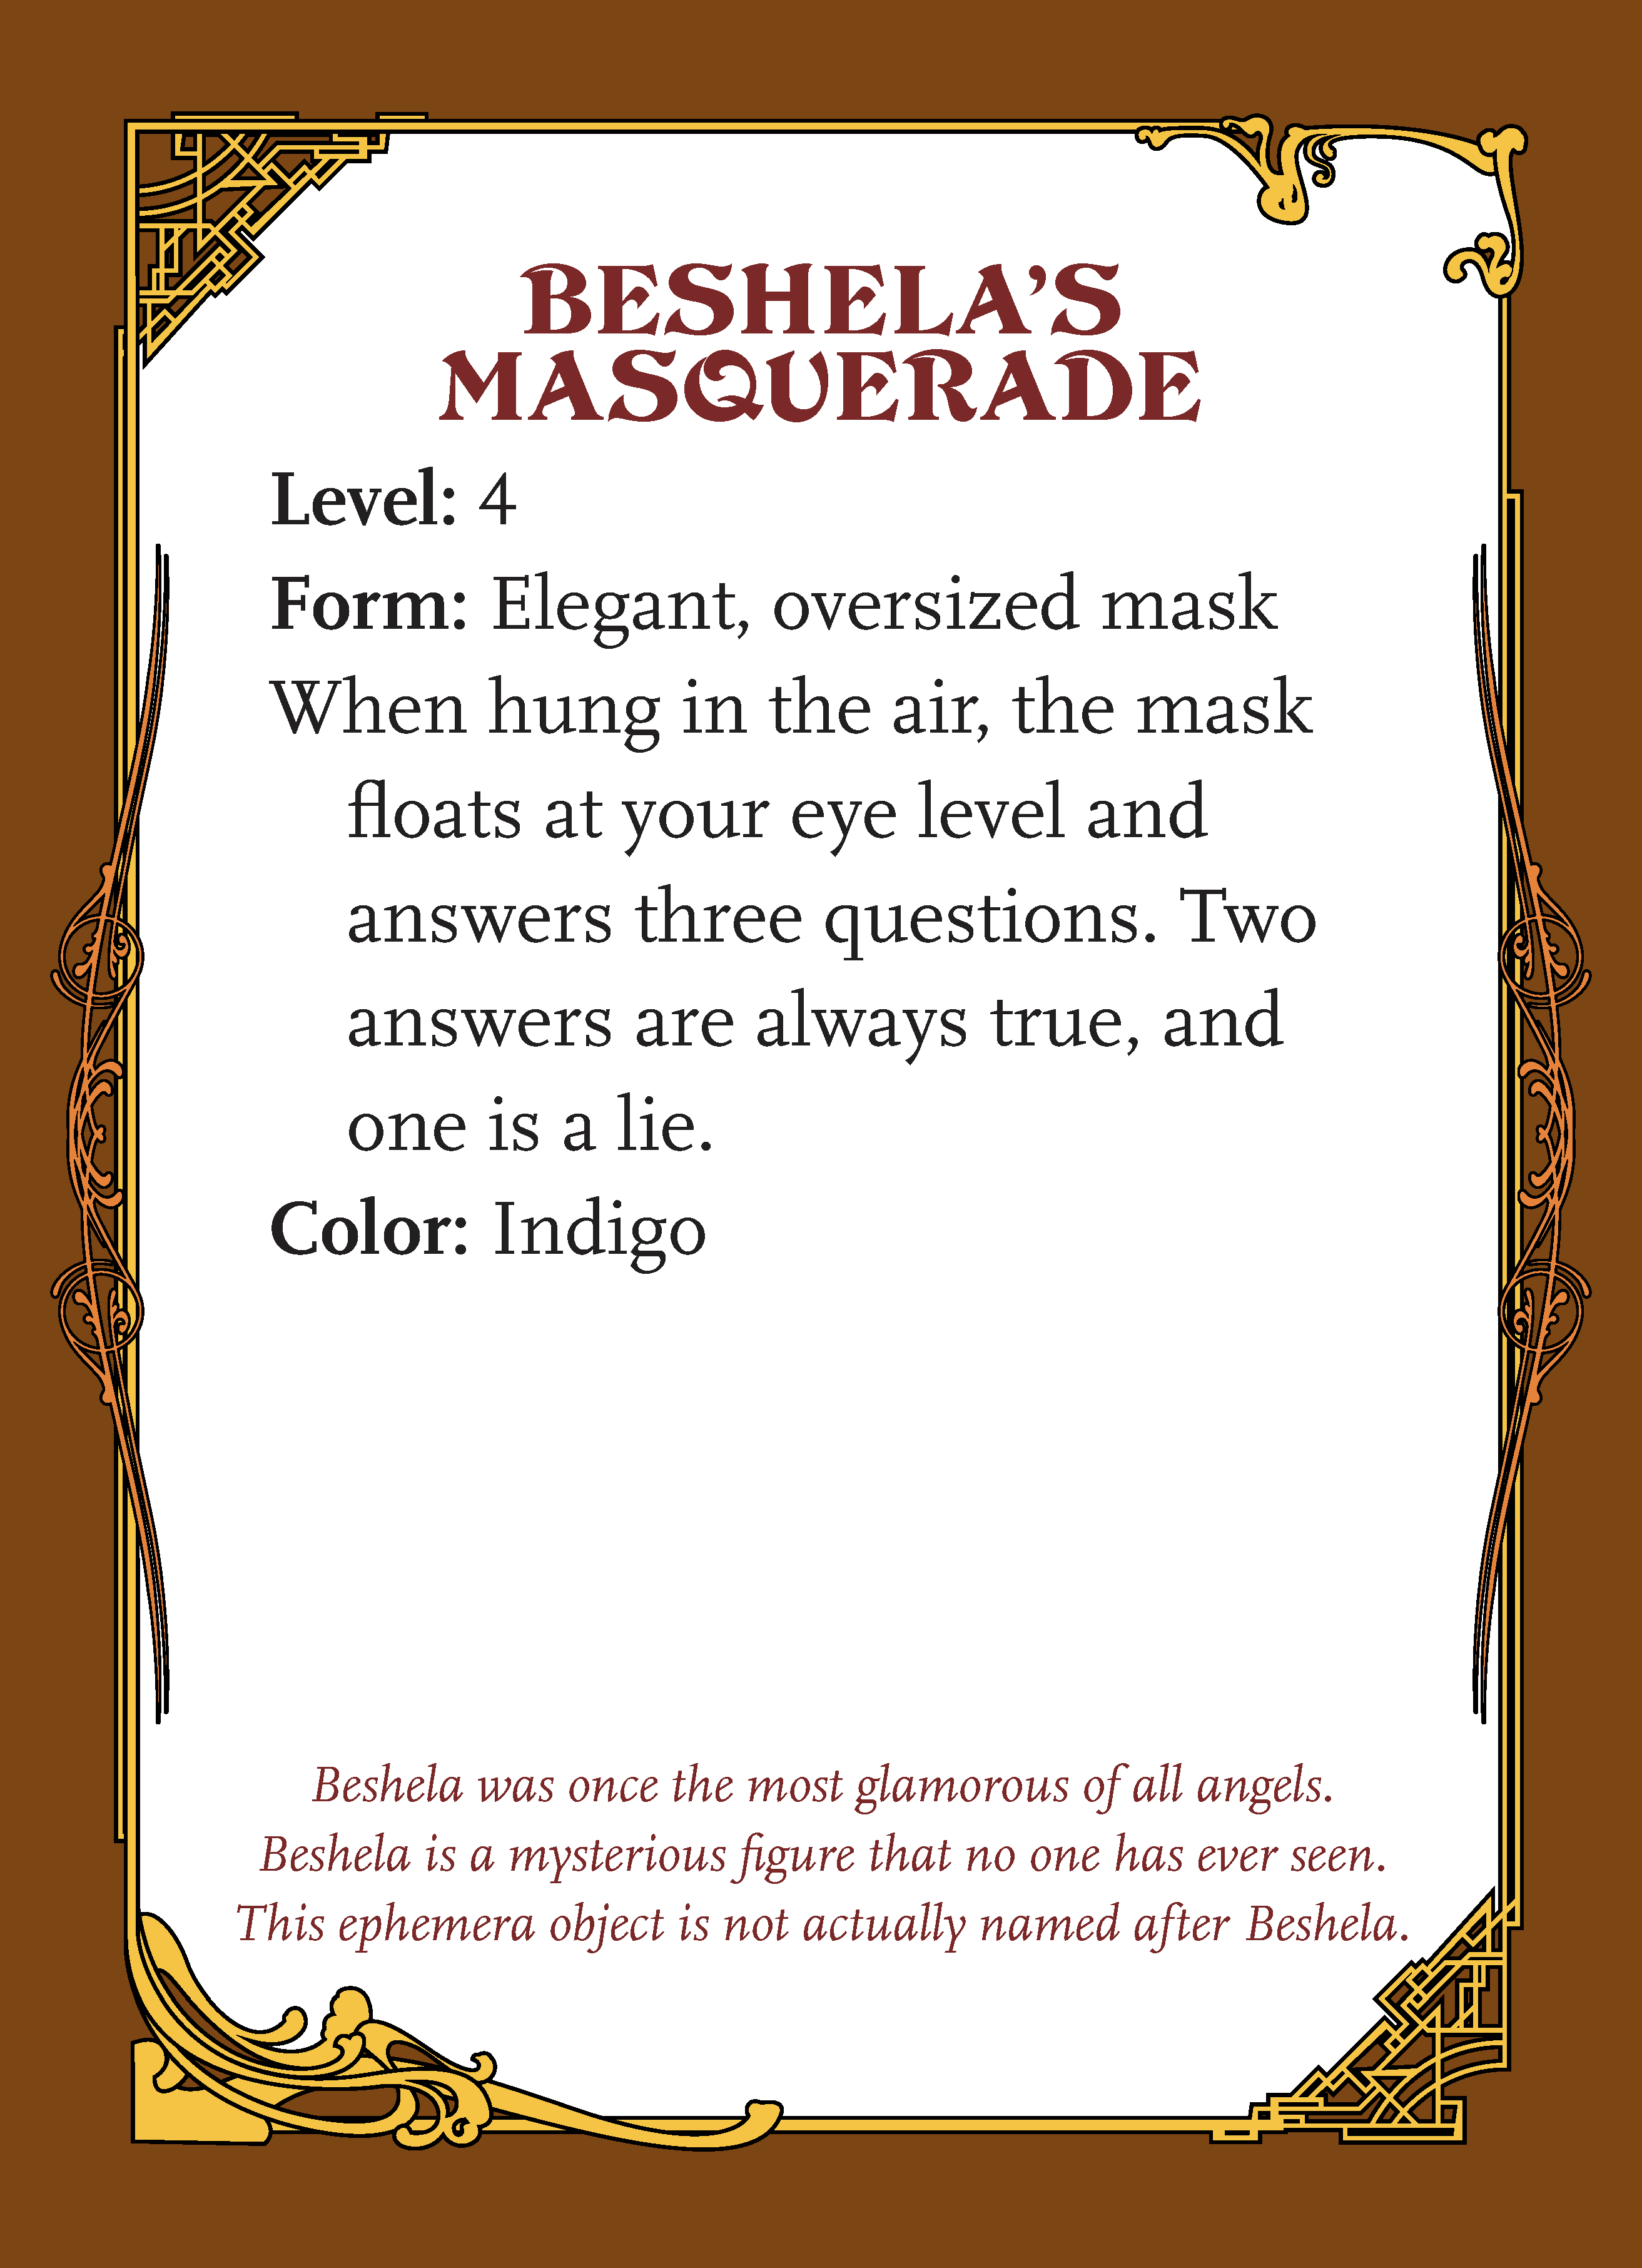 BESHELA’S
MASQUERADE
Level: 4
Form: Elegant, oversized mask
When hung in the air, the mask
floats at your eye level and
answers three questions. Two
answers are always true, and
one is a lie.
Color: Indigo
Beshela was once the most glamorous of all angels.
Beshela is a mysterious figure that no one has ever seen.
This ephemera object is not actually named after Beshela.